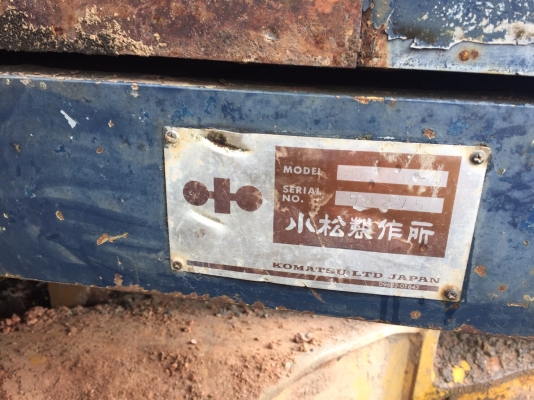 MODEL
SERIAL
NO.
小松製作所
KOMATSU LTD JAPAN